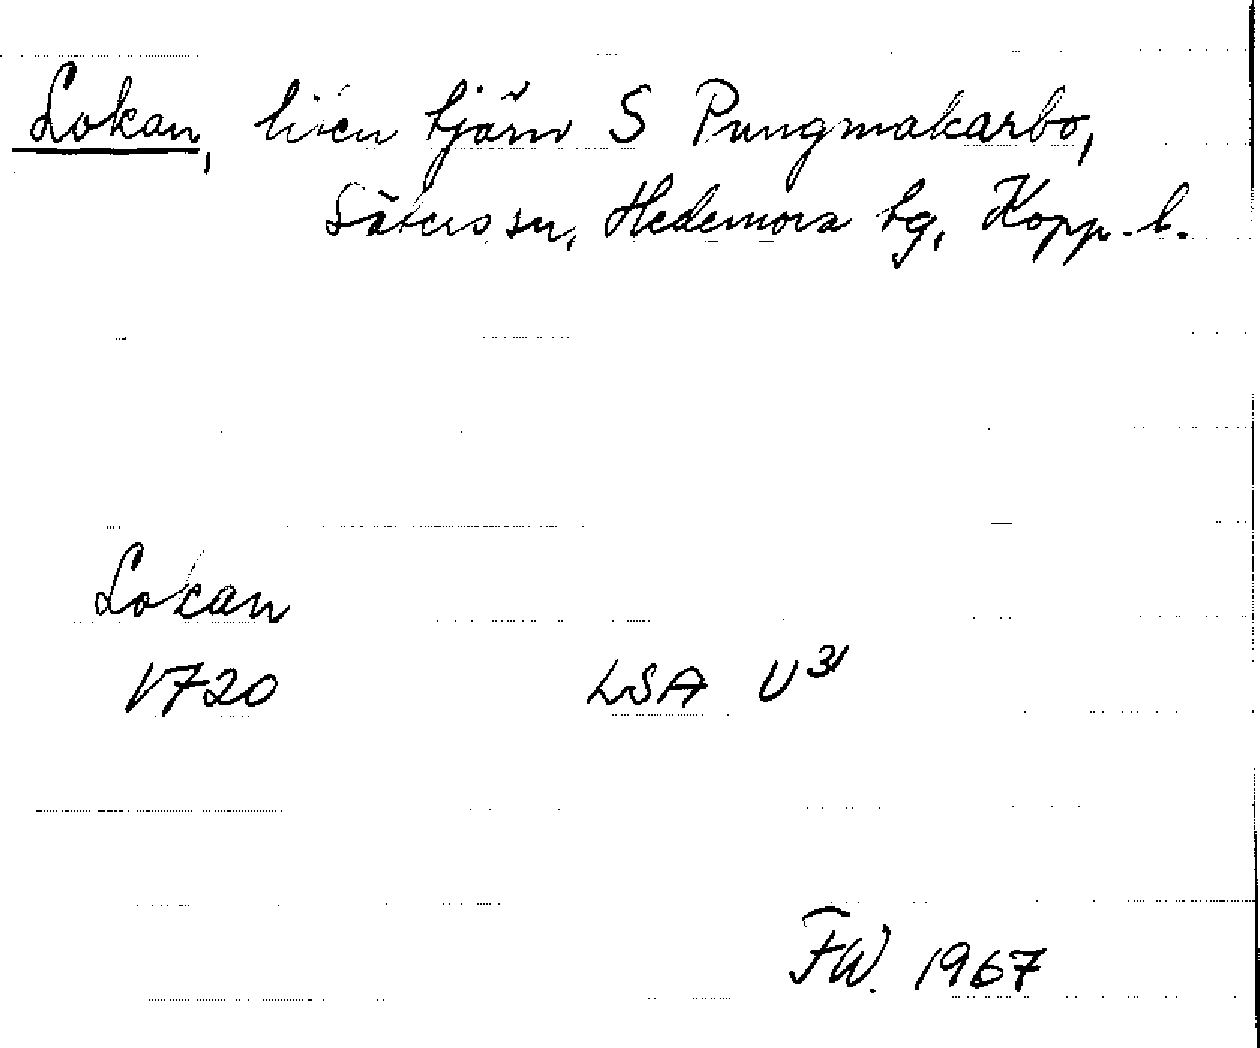 Lokan, liten tjärn S Pungmakarbo,
Säters sn, Hedemora tg, Kopp. l.
Lokan
1720 LSA U31
FW. 1967